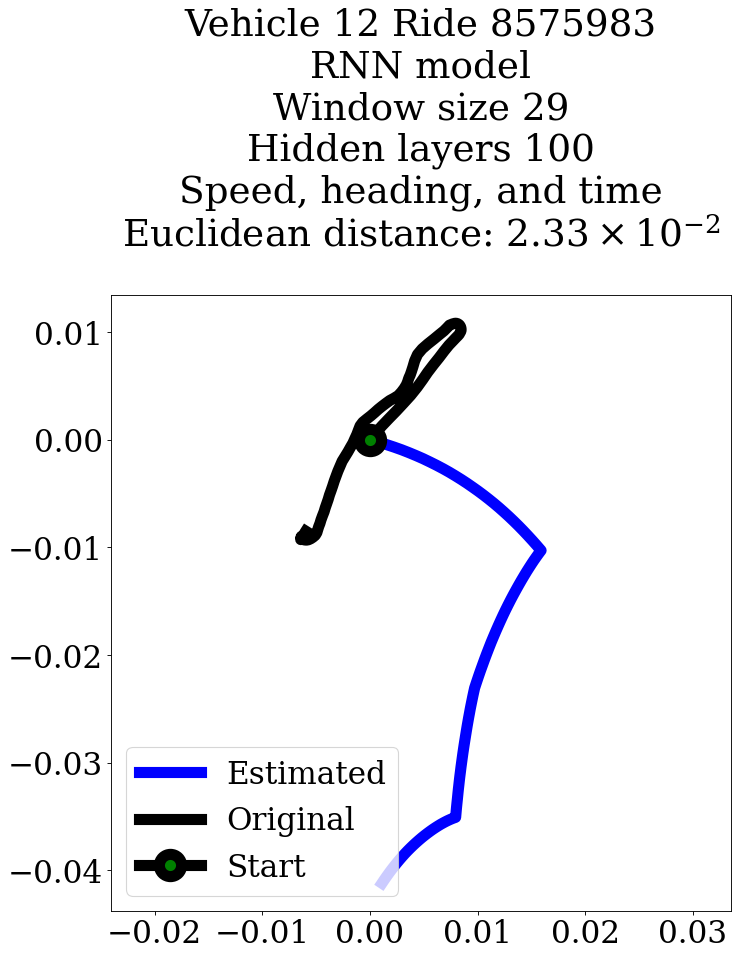 Vehicle 12 Ride 8575983
RNN model
Window size 29
Hidden layers 100
Speed, heading, and time
Euclidean distance: 2.33 × 10⁻²
0.01
0.00
−0.01
−0.02
−0.03
−0.04
Estimated
Original
Start
−0.02 −0.01 0.00 0.01 0.02 0.03